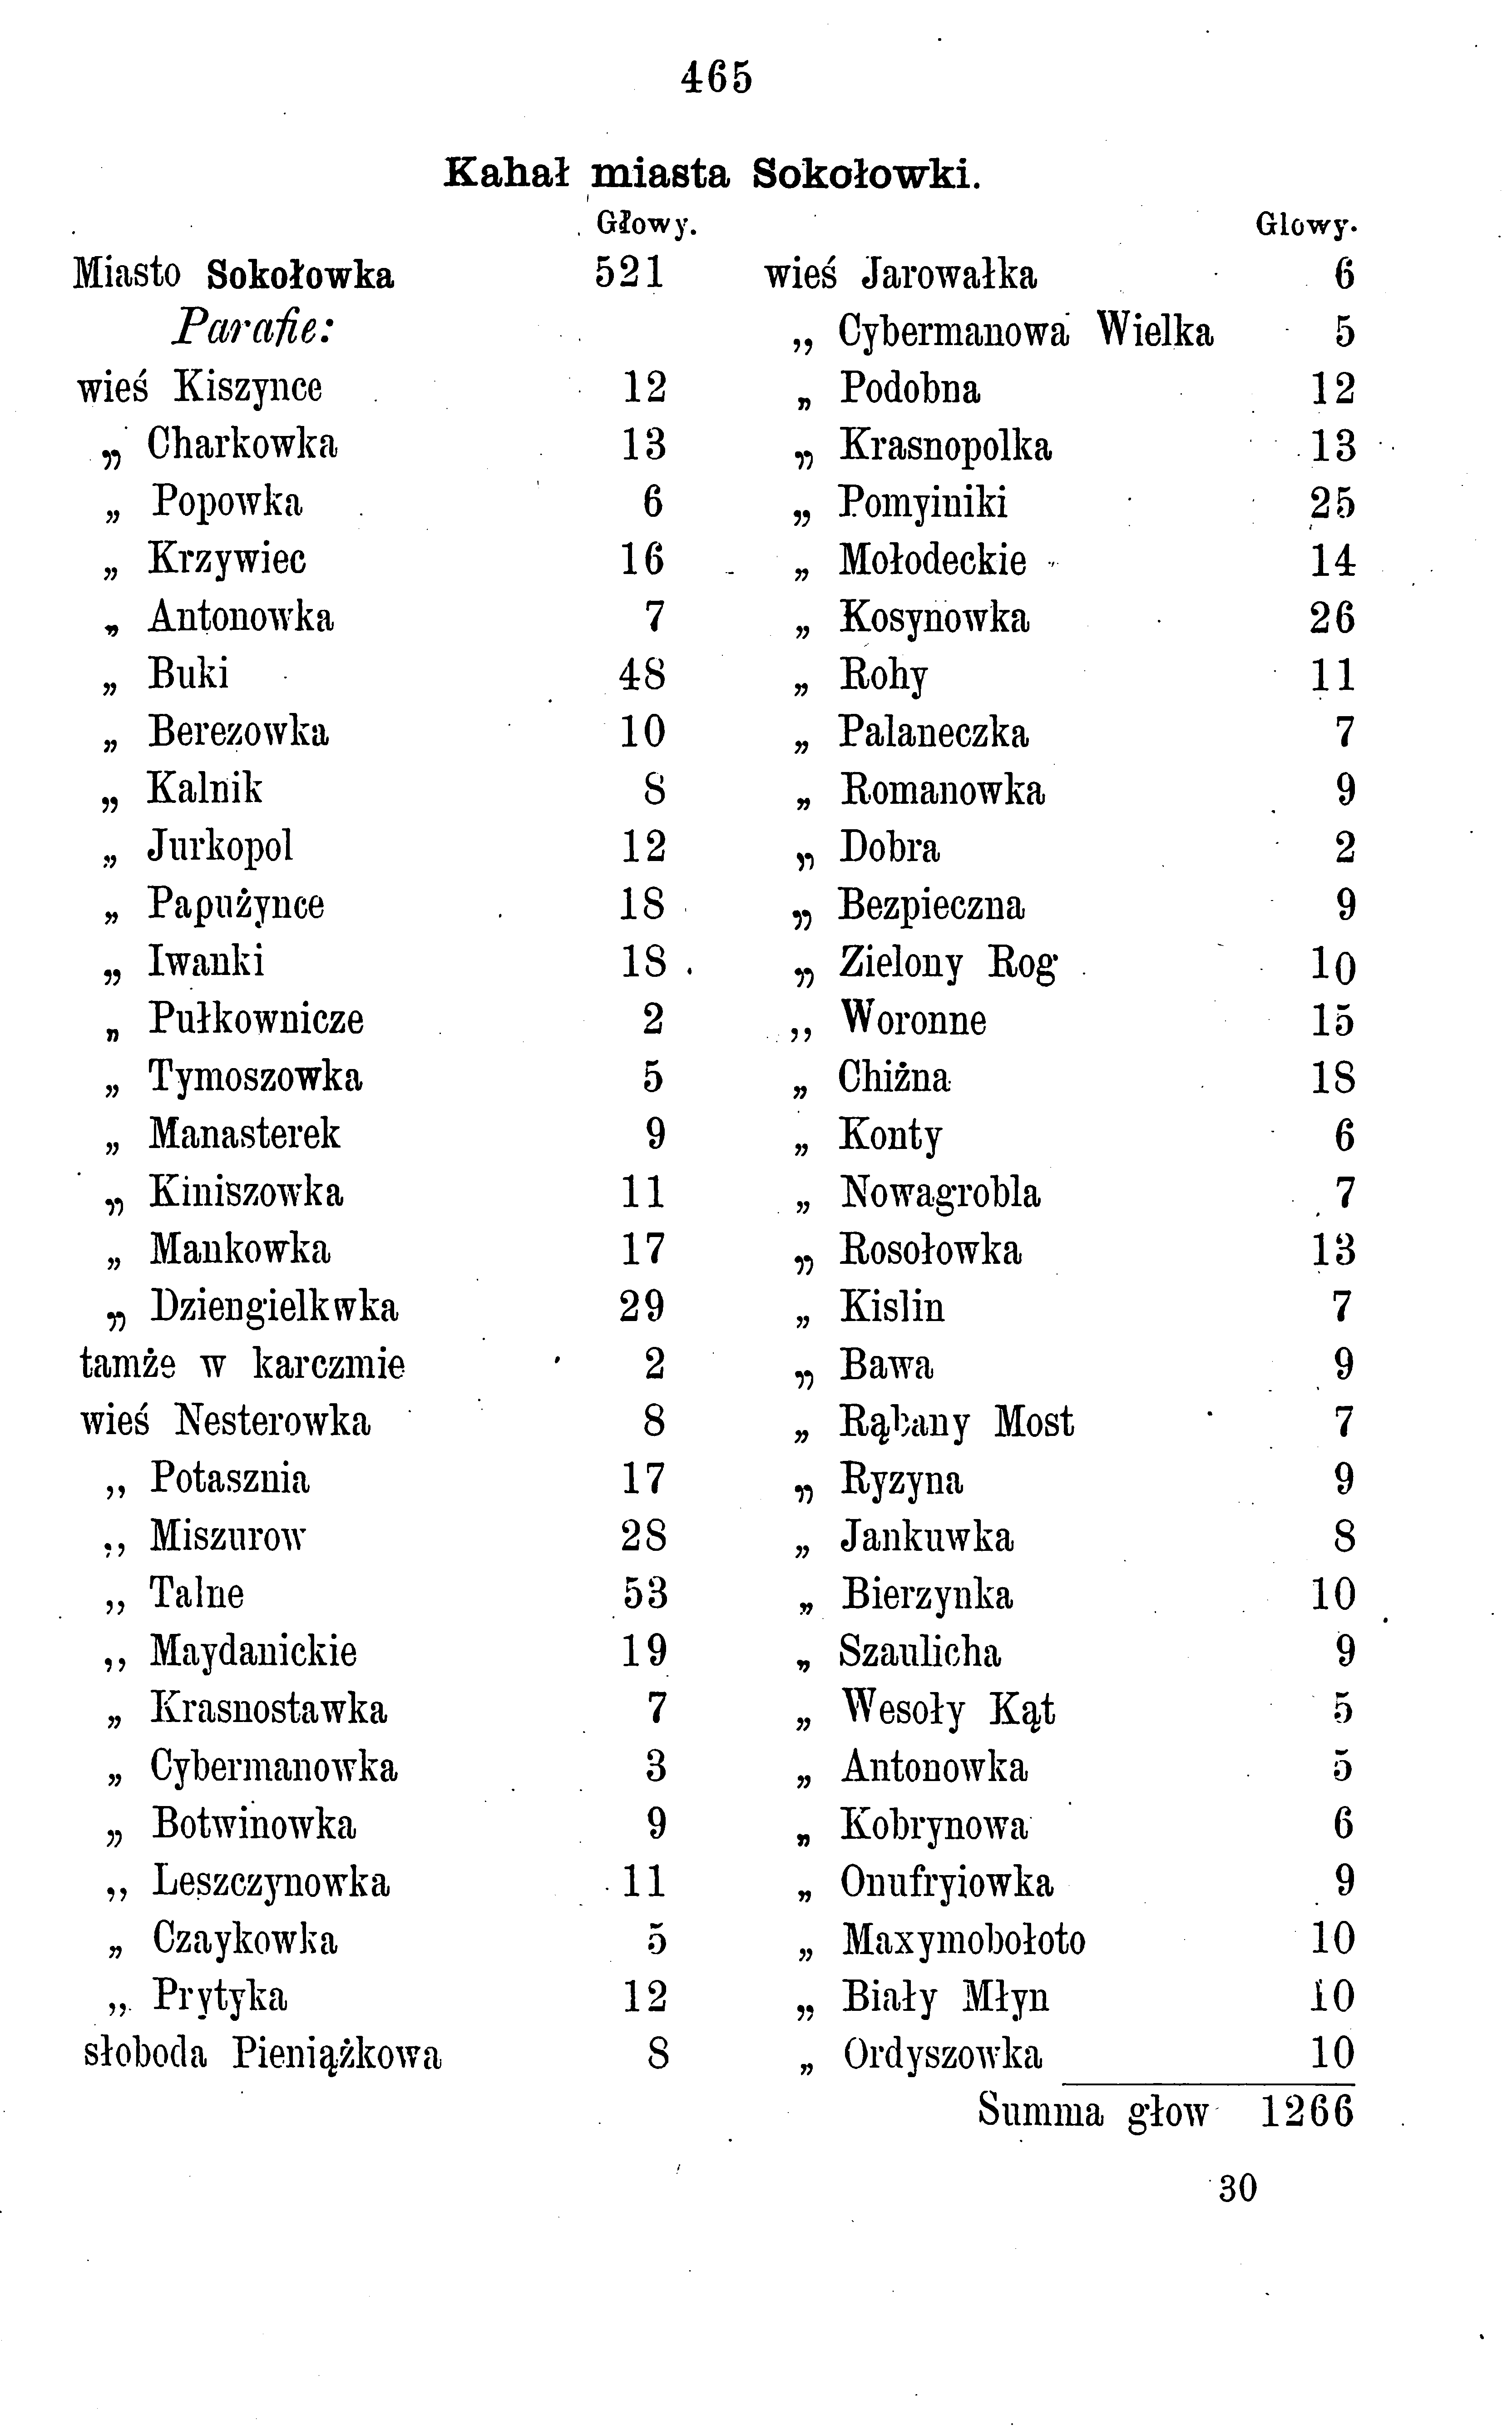 465
Kahał miasta Sokołowki.
Głowy.
Miasto Sokołowka 521
Parafie:
wieś Kiszynce 12
„ Charkowka 13
„ Popowka 6
„ Krzywiec 16
„ Antonowka 7
„ Buki 48
„ Berezowka 10
„ Kalnik 8
„ Jurkopol 12
„ Papużynce 18
„ Iwanki 18
„ Pułkownicze 2
„ Tymoszowka 5
„ Manasterek 9
„ Kiniszowka 11
„ Mankowka 17
„ Dziengielkwka 29
tamże w karczmie 2
wieś Nesterowka 8
,, Potasznia 17
,, Miszurow 28
,, Talne 53
,, Maydanickie 19
„ Krasnostawka 7
„ Cybermanowka 3
„ Botwinowka 9
,, Leszczynowka 11
„ Czaykowka 5
,, Prytyka 12
słoboda Pieniążkowa 8
Glowy.
wieś Jarowałka 6
,, Cybermanowa Wielka 5
„ Podobna 12
„ Krasnopolka 13
„ Pomyiniki 25
„ Mołodeckie 14
„ Kosynowka 26
„ Rohy 11
„ Palaneczka 7
„ Romanowka 9
„ Dobra 2
„ Bezpieczna 9
„ Zielony Rog 10
,, Woronne 15
„ Chiżna 18
„ Konty 6
„ Nowagrobla 7
„ Rosołowka 13
„ Kislin 7
„ Bawa 9
„ Rąbany Most 7
„ Ryzyna 9
„ Jankuwka 8
„ Bierzynka 10
„ Szaulicha 9
„ Wesoły Kąt 5
„ Antonowka 5
„ Kobrynowa 6
„ Onufryiowka 9
„ Maxymobołoto 10
„ Biały Młyn 10
„ Ordyszowka 10
Summa głow 1266
30